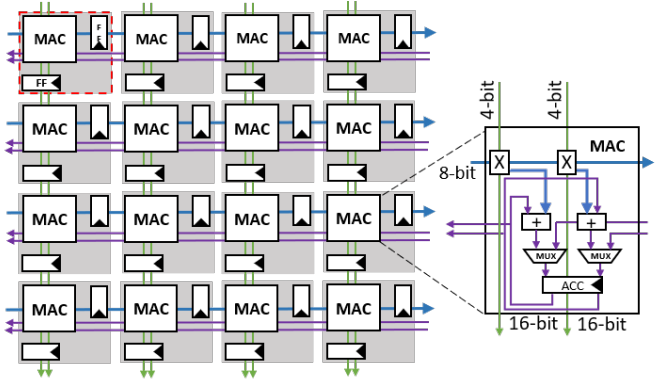 MAC F F MAC MAC MAC
FF
MAC MAC MAC MAC
MAC MAC MAC MAC
MAC MAC MAC MAC
4-bit 4-bit
MAC
X X
8-bit
+ +
MUX MUX
ACC
16-bit 16-bit